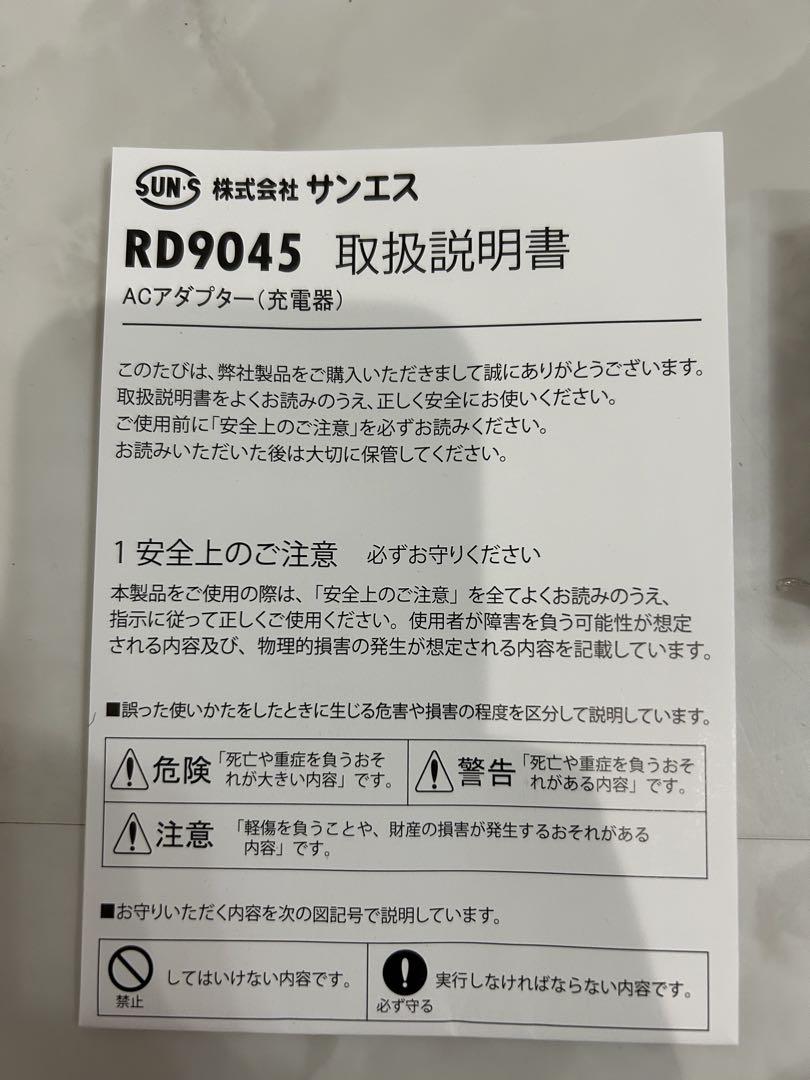 SUN・S 株式会社 サンエス
RD9045 取扱説明書
ACアダプター(充電器)
このたびは、弊社製品をご購入いただきまして誠にありがとうございます。
取扱説明書をよくお読みのうえ、正しく安全にお使いください。
ご使用前に「安全上のご注意」を必ずお読みください。
お読みいただいた後は大切に保管してください。
1 安全上のご注意 必ずお守りください
本製品をご使用の際は、「安全上のご注意」を全てよくお読みのうえ、
指示に従って正しくご使用ください。使用者が障害を負う可能性が想定
される内容及び、物理的損害の発生が想定される内容を記載しています。
■誤った使いかたをしたときに生じる危害や損害の程度を区分して説明しています。
危険 「死亡や重症を負うおそ
れが大きい内容」です。
警告 「死亡や重症を負うおそ
れがある内容」です。
注意 「軽傷を負うことや、財産の損害が発生するおそれがある
内容」です。
■お守りいただく内容を次の図記号で説明しています。
禁止 してはいけない内容です。
必ず守る 実行しなければならない内容です。